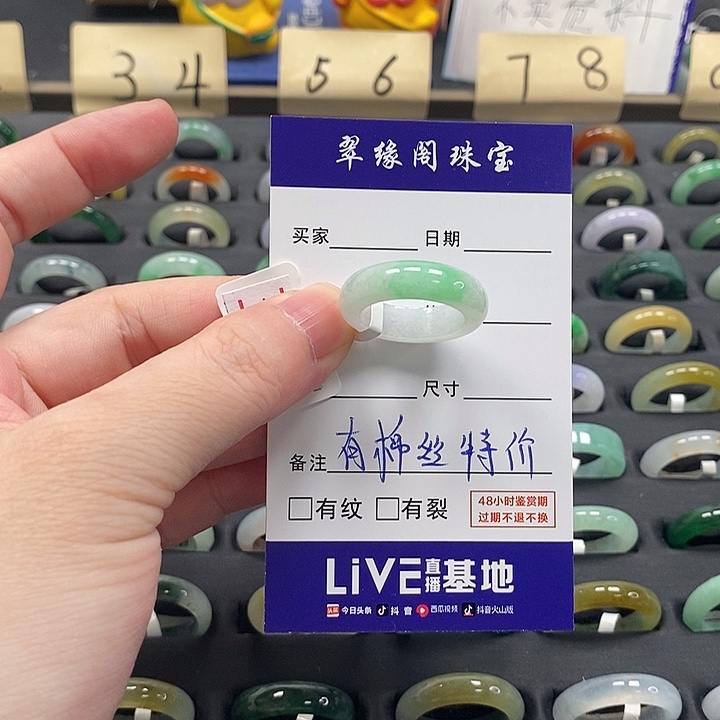 3 4
5 6
7 8
翠缘阁珠宝
买家 日期
尺寸
备注 有棉丝特价
□有纹 □有裂
48小时鉴赏期
过期不退不换
LiVE直播基地
头条 今日头条 抖音 西瓜视频 抖音火山版